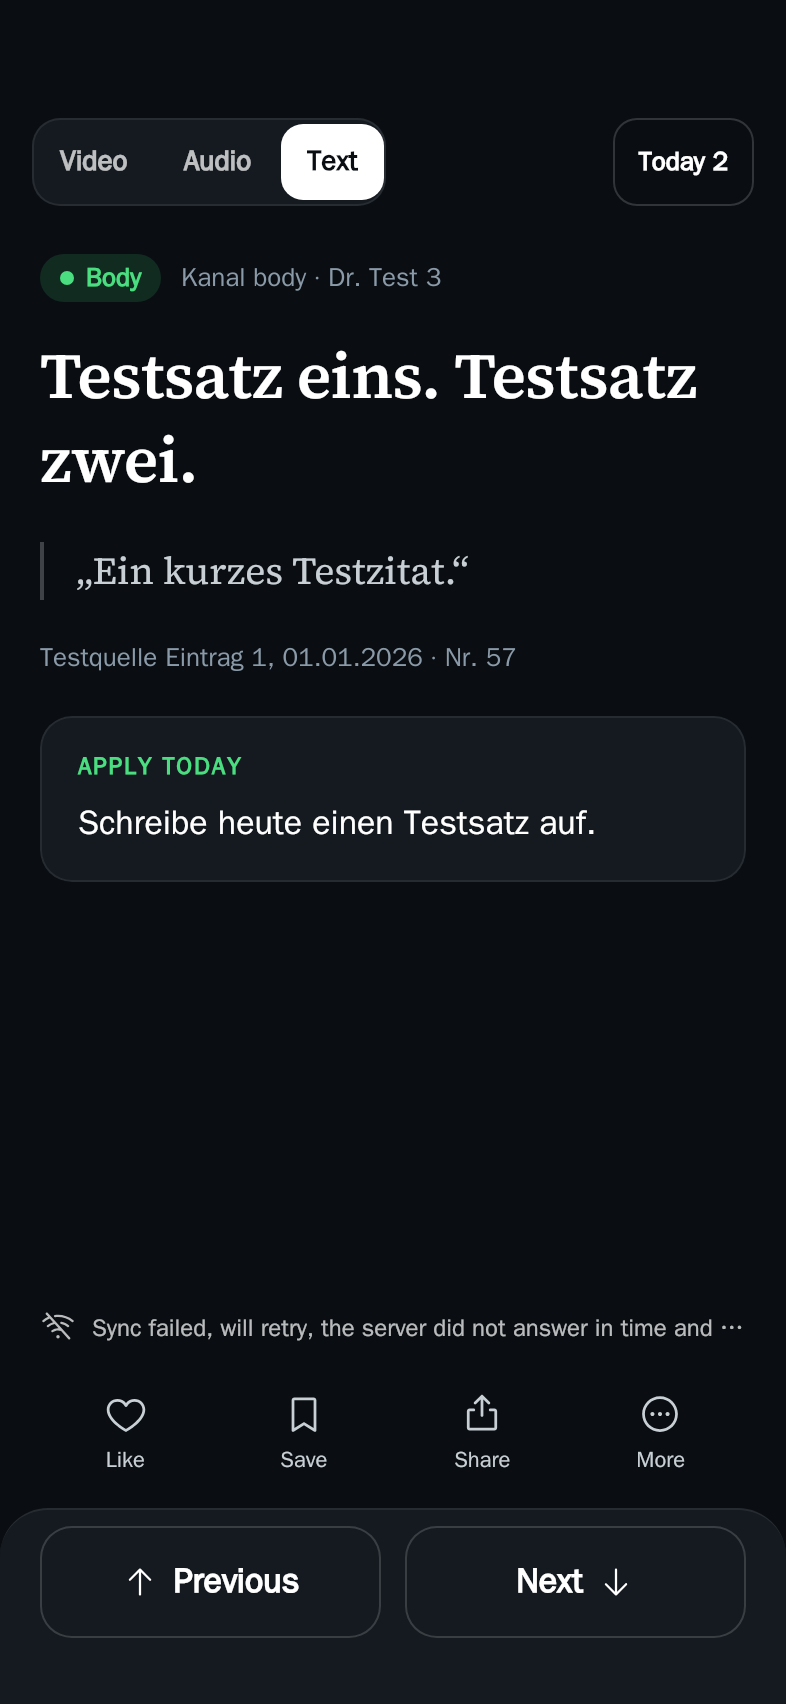 Video Audio Text Today 2
Body Kanal body · Dr. Test 3
Testsatz eins. Testsatz
zwei.
„Ein kurzes Testzitat.“
Testquelle Eintrag 1, 01.01.2026 · Nr. 57
APPLY TODAY
Schreibe heute einen Testsatz auf.
Sync failed, will retry, the server did not answer in time and ···
Like Save Share More
Previous Next